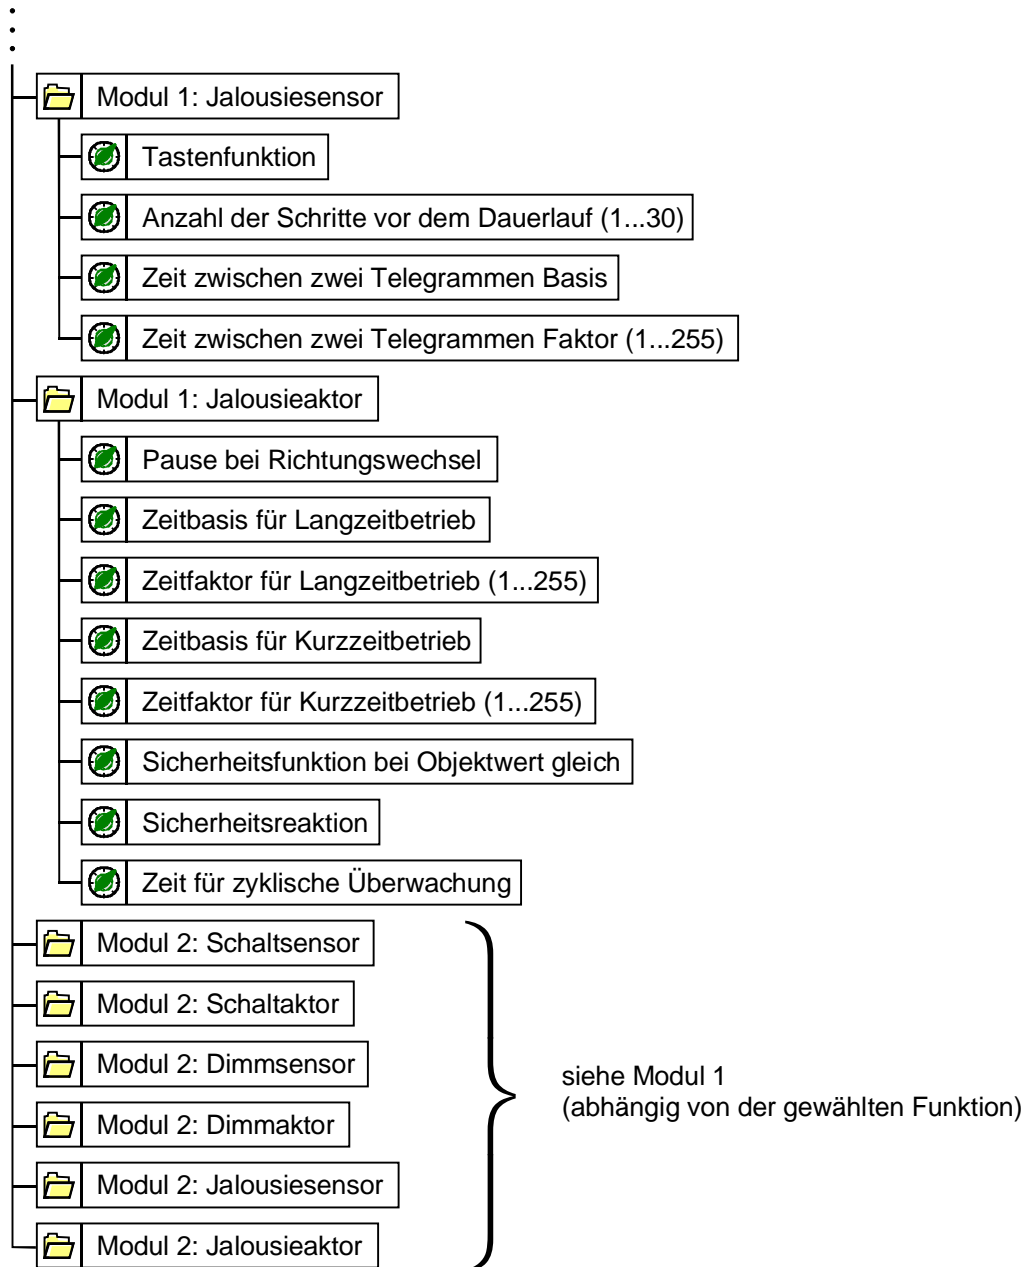 Modul 1: Jalousiesensor
Tastenfunktion
Anzahl der Schritte vor dem Dauerlauf (1...30)
Zeit zwischen zwei Telegrammen Basis
Zeit zwischen zwei Telegrammen Faktor (1...255)
Modul 1: Jalousieaktor
Pause bei Richtungswechsel
Zeitbasis für Langzeitbetrieb
Zeitfaktor für Langzeitbetrieb (1...255)
Zeitbasis für Kurzzeitbetrieb
Zeitfaktor für Kurzzeitbetrieb (1...255)
Sicherheitsfunktion bei Objektwert gleich
Sicherheitsreaktion
Zeit für zyklische Überwachung
Modul 2: Schaltsensor
Modul 2: Schaltaktor
Modul 2: Dimmsensor
Modul 2: Dimmaktor
Modul 2: Jalousiesensor
Modul 2: Jalousieaktor
siehe Modul 1
(abhängig von der gewählten Funktion)